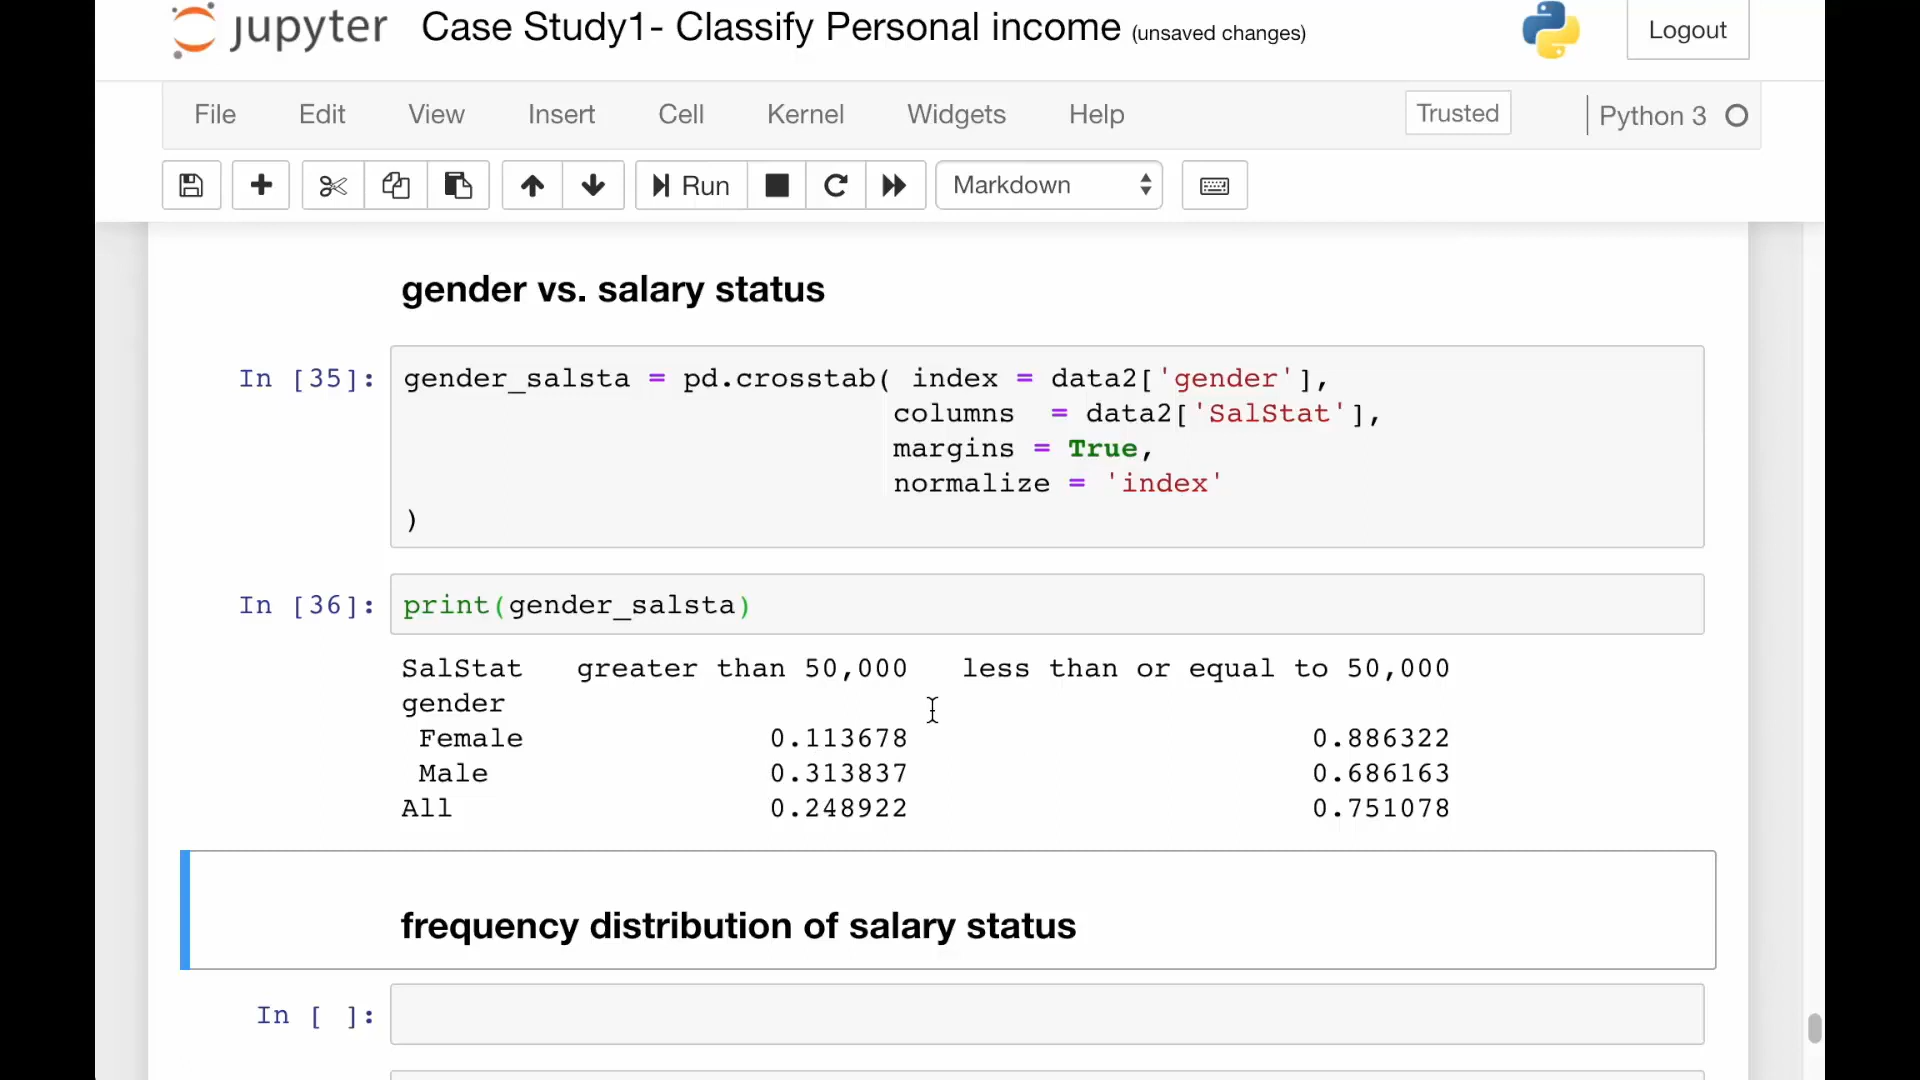 jupyter Case Study1- Classify Personal income (unsaved changes) Logout
File Edit View Insert Cell Kernel Widgets Help Trusted Python 3
Run Markdown
gender vs. salary status
In [35]: gender_salsta = pd.crosstab( index = data2['gender'],
columns = data2['SalStat'],
margins = True,
normalize = 'index'
)
In [36]: print(gender_salsta)
SalStat greater than 50,000 less than or equal to 50,000
gender
Female 0.113678 0.886322
Male 0.313837 0.686163
All 0.248922 0.751078
frequency distribution of salary status
In [ ]: